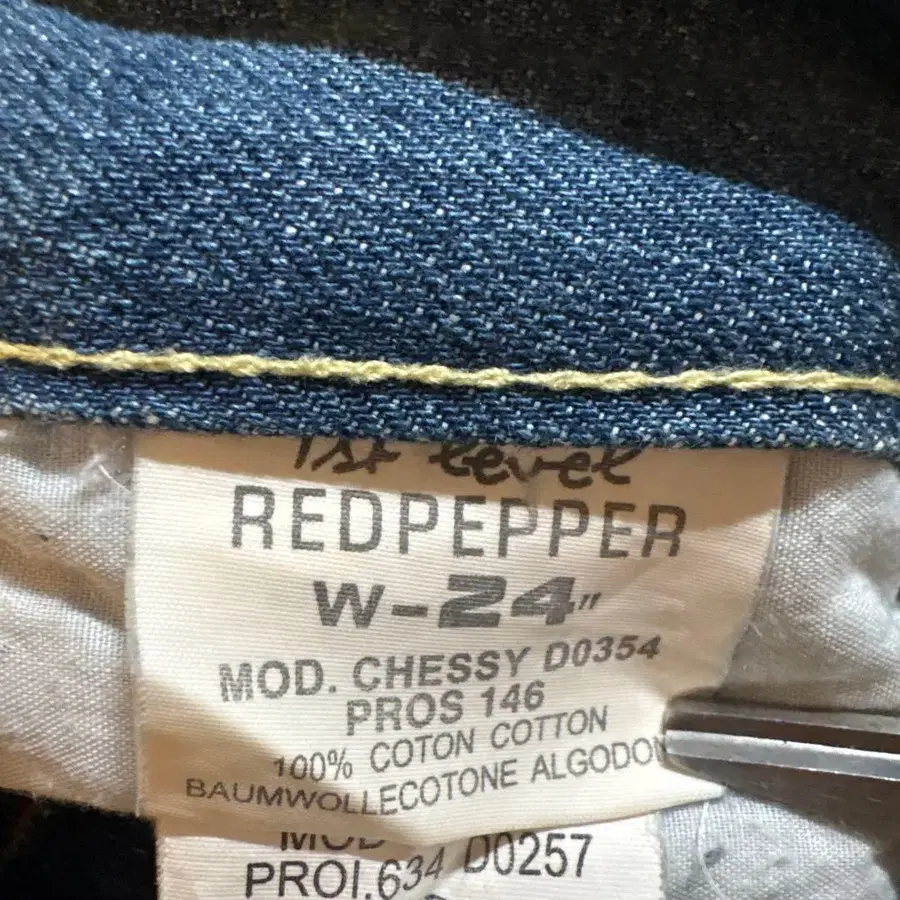 1st level
REDPEPPER
W-24"
MOD. CHESSY D0354
PROS 146
100% COTON COTTON
BAUMWOLLECOTONE ALGODON
MOD
PROI.634 D0257